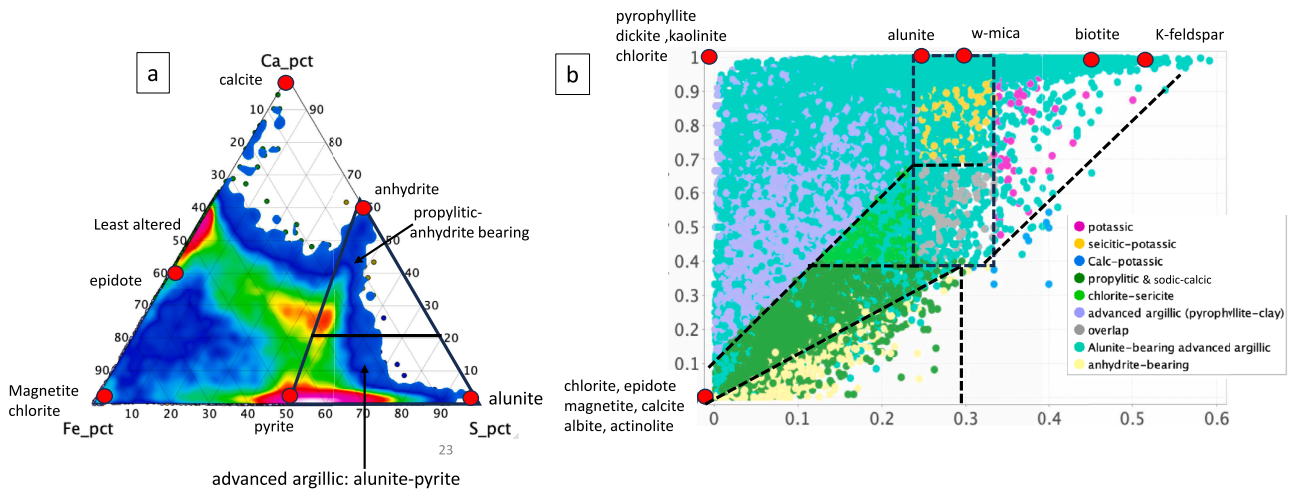 a
Ca_pct
calcite
10
90
20
80
30
70
anhydrite
40
60
Least altered
propylitic-
anhydrite bearing
50
50
epidote
60
40
70
30
80
20
90
10
Magnetite
chlorite
alunite
10
20
30
40
50
60
70
80
90
Fe_pct
pyrite
S_pct
23
advanced argillic: alunite-pyrite
b
pyrophyllite
dickite ,kaolinite
chlorite
alunite
w-mica
biotite
K-feldspar
1
0.9
0.8
0.7
0.6
0.5
0.4
0.3
0.2
0.1
chlorite, epidote
magnetite, calcite
albite, actinolite
0
0.1
0.2
0.3
0.4
0.5
0.6
potassic
seicitic-potassic
Calc-potassic
propylitic & sodic-calcic
chlorite-sericite
advanced argillic (pyrophyllite-clay)
overlap
Alunite-bearing advanced argillic
anhydrite-bearing